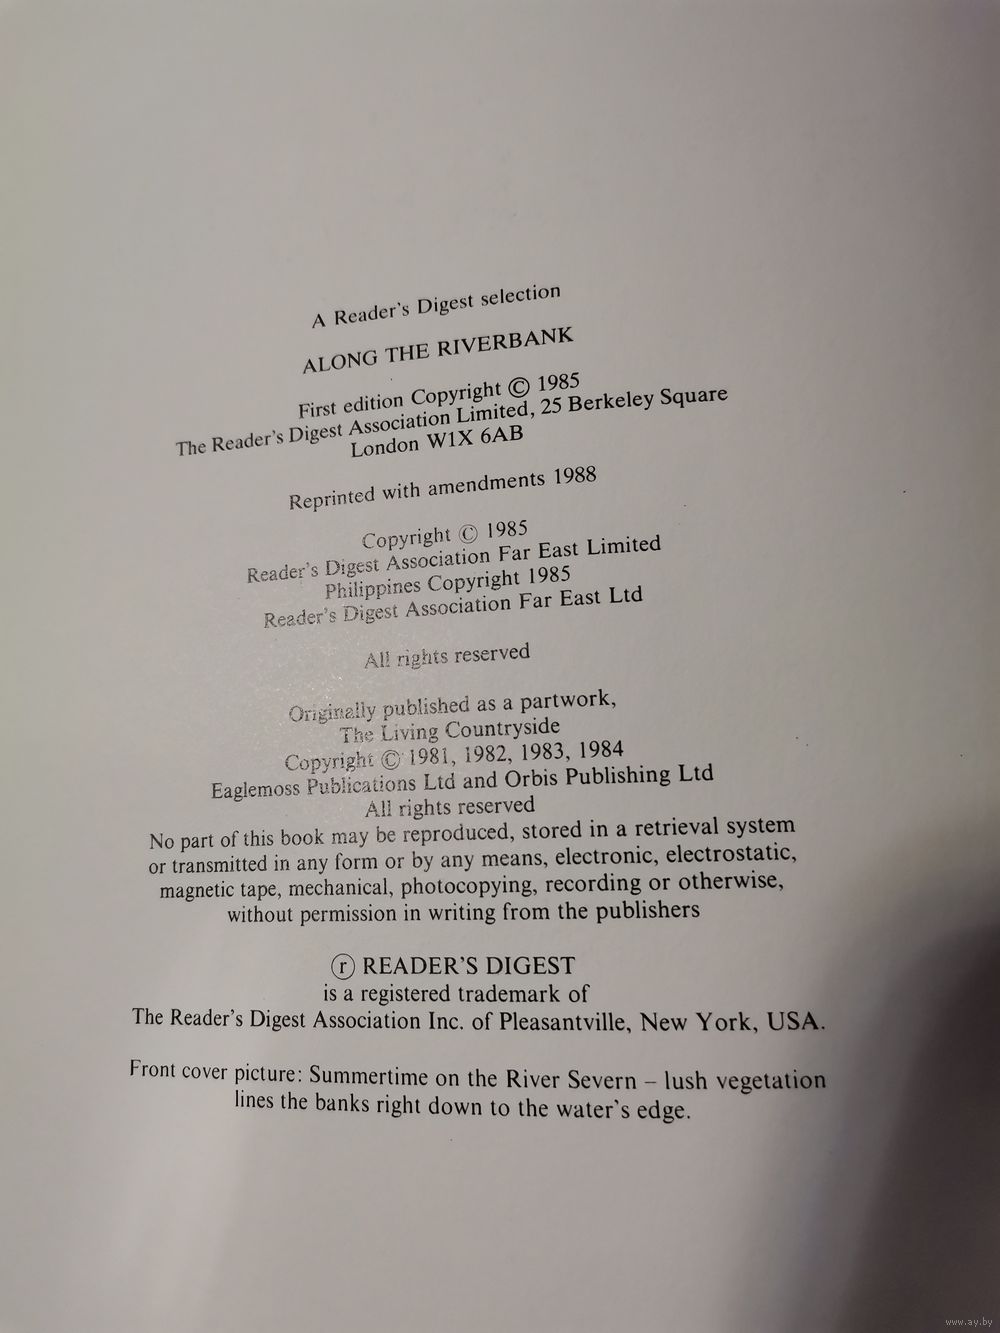 A Reader's Digest selection
ALONG THE RIVERBANK
First edition Copyright © 1985
The Reader's Digest Association Limited, 25 Berkeley Square
London W1X 6AB
Reprinted with amendments 1988
Copyright © 1985
Reader's Digest Association Far East Limited
Philippines Copyright 1985
Reader's Digest Association Far East Ltd
All rights reserved
Originally published as a partwork,
The Living Countryside
Copyright © 1981, 1982, 1983, 1984
Eaglemoss Publications Ltd and Orbis Publishing Ltd
All rights reserved
No part of this book may be reproduced, stored in a retrieval system
or transmitted in any form or by any means, electronic, electrostatic,
magnetic tape, mechanical, photocopying, recording or otherwise,
without permission in writing from the publishers
ⓡ READER'S DIGEST
is a registered trademark of
The Reader's Digest Association Inc. of Pleasantville, New York, USA.
Front cover picture: Summertime on the River Severn – lush vegetation
lines the banks right down to the water's edge.
www.ay.by